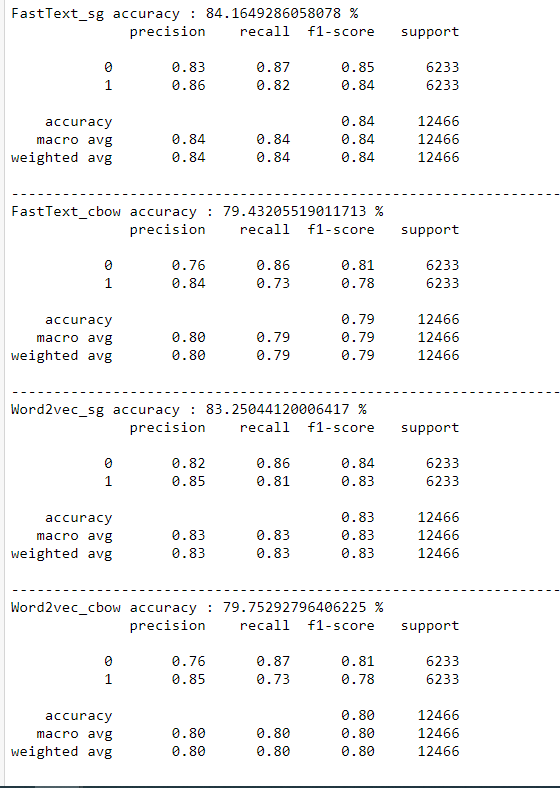 FastText_sg accuracy : 84.1649286058078 %
precision recall f1-score support
0 0.83 0.87 0.85 6233
1 0.86 0.82 0.84 6233
accuracy 0.84 12466
macro avg 0.84 0.84 0.84 12466
weighted avg 0.84 0.84 0.84 12466
-----------------------------------------------------------------
FastText_cbow accuracy : 79.43205519011713 %
precision recall f1-score support
0 0.76 0.86 0.81 6233
1 0.84 0.73 0.78 6233
accuracy 0.79 12466
macro avg 0.80 0.79 0.79 12466
weighted avg 0.80 0.79 0.79 12466
-----------------------------------------------------------------
Word2vec_sg accuracy : 83.25044120006417 %
precision recall f1-score support
0 0.82 0.86 0.84 6233
1 0.85 0.81 0.83 6233
accuracy 0.83 12466
macro avg 0.83 0.83 0.83 12466
weighted avg 0.83 0.83 0.83 12466
-----------------------------------------------------------------
Word2vec_cbow accuracy : 79.75292796406225 %
precision recall f1-score support
0 0.76 0.87 0.81 6233
1 0.85 0.73 0.78 6233
accuracy 0.80 12466
macro avg 0.80 0.80 0.80 12466
weighted avg 0.80 0.80 0.80 12466